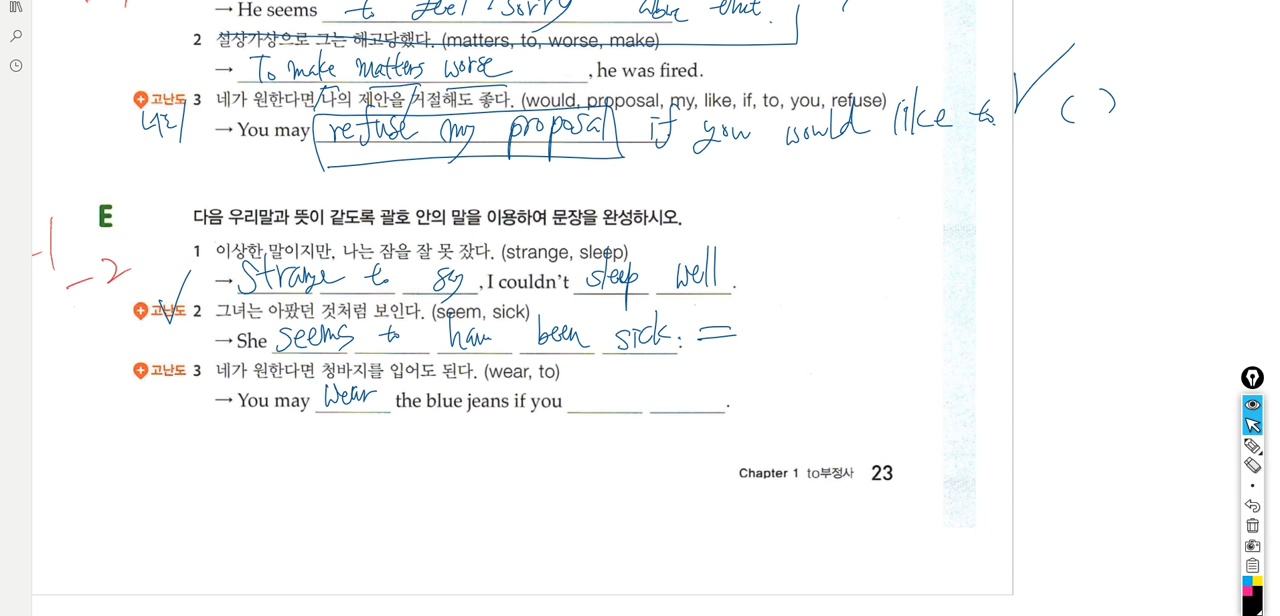 → He seems to feel sorry about that.
2 설상가상으로 그는 해고당했다. (matters, to, worse, make)
→ To make matters worse, he was fired.
고난도 3 네가 원한다면 나의 제안을 거절해도 좋다. (would, proposal, my, like, if, to, you, refuse)
→ You may refuse my proposal if you would like to. ( )
E 다음 우리말과 뜻이 같도록 괄호 안의 말을 이용하여 문장을 완성하시오.
-1
-2
1 이상한 말이지만, 나는 잠을 잘 못 잤다. (strange, sleep)
→ Strange to say, I couldn't sleep well.
고난도 2 그녀는 아팠던 것처럼 보인다. (seem, sick)
→ She seems to have been sick. =
고난도 3 네가 원한다면 청바지를 입어도 된다. (wear, to)
→ You may wear the blue jeans if you ____ ____.
Chapter 1 to부정사 23